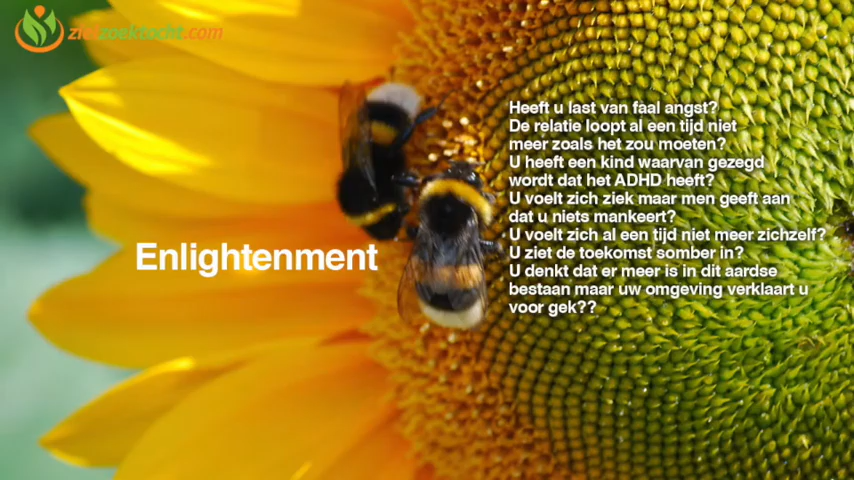 zielzoektocht.com
Heeft u last van faal angst?
De relatie loopt al een tijd niet
meer zoals het zou moeten?
U heeft een kind waarvan gezegd
wordt dat het ADHD heeft?
U voelt zich ziek maar men geeft aan
dat u niets mankeert?
U voelt zich al een tijd niet meer zichzelf?
U ziet de toekomst somber in?
U denkt dat er meer is in dit aardse
bestaan maar uw omgeving verklaart u
voor gek??
Enlightenment